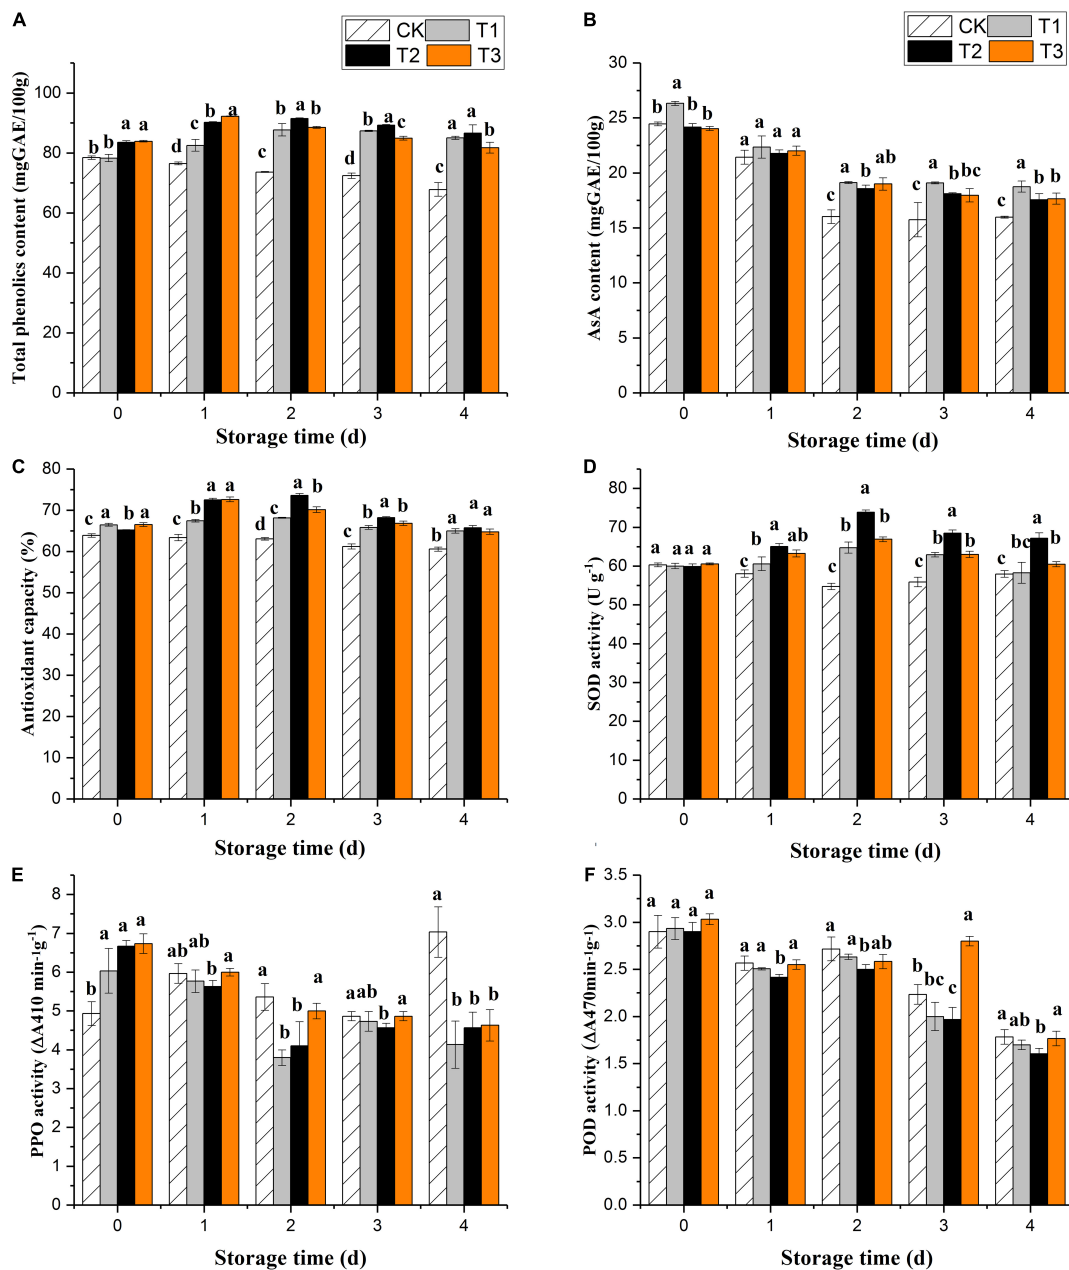 A
CK T1
T2 T3
Total phenolics content (mgGAE/100g)
100
80
60
40
20
0
b b a a
d c b a
c b a b
d b a c
c b a b
0 1 2 3 4
Storage time (d)
B
CK T1
T2 T3
AsA content (mgGAE/100g)
30
25
20
15
10
5
0
b a b b
a a a a
c a b ab
c a b bc
c a b b
0 1 2 3 4
Storage time (d)
C
Antioxidant capacity (%)
80
70
60
50
40
30
20
10
0
c a b a
c b a a
d c a b
c b a b
b a a a
0 1 2 3 4
Storage time (d)
D
SOD activity (U g-1)
80
70
60
50
40
30
20
10
0
a a a a
c b a ab
c b a b
c b a b
c bc a b
0 1 2 3 4
Storage time (d)
E
PPO activity (ΔA410 min-1g-1)
8
7
6
5
4
3
2
1
0
b a a a
ab ab b a
a b b a
a ab b a
a b b b
0 1 2 3 4
Storage time (d)
F
POD activity (ΔA470min-1g-1)
3.5
3.0
2.5
2.0
1.5
1.0
0.5
0.0
a a a a
a a b a
a a b ab
b bc c a
a ab b a
0 1 2 3 4
Storage time (d)